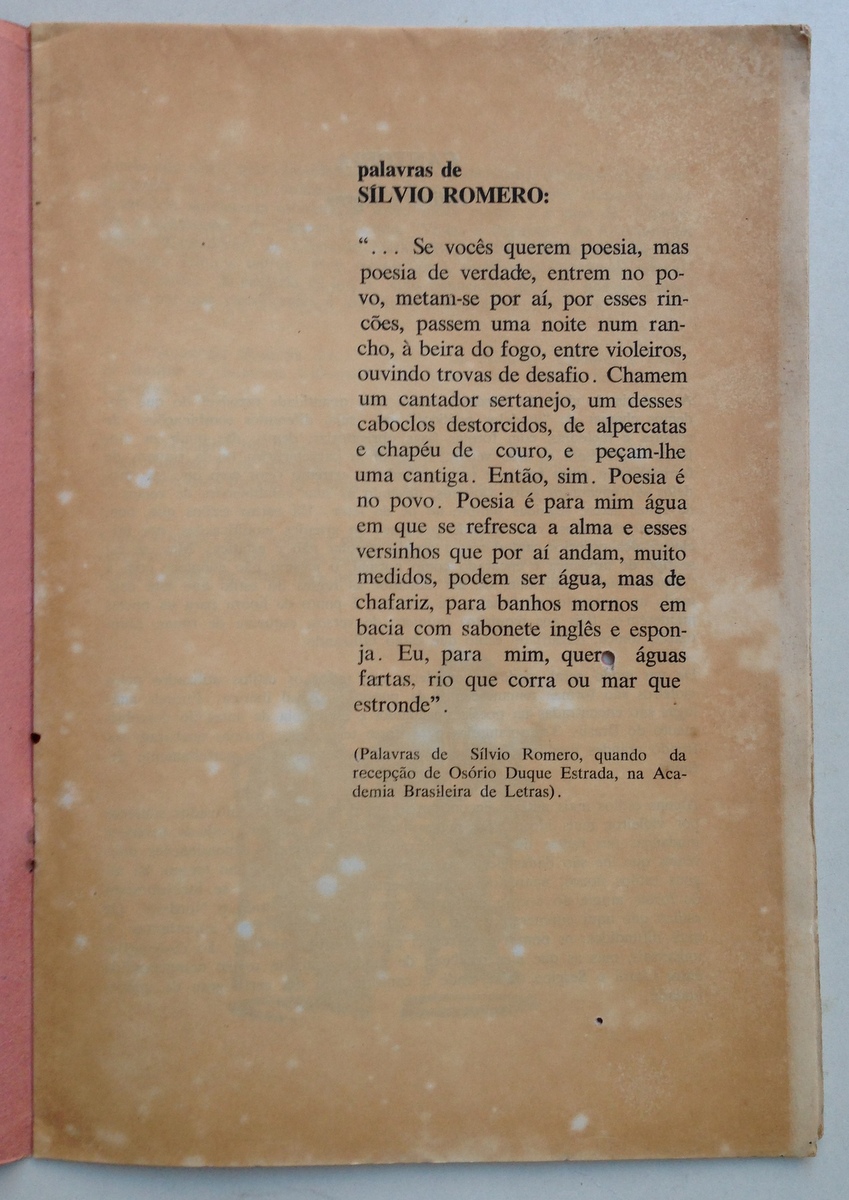 palavras de
SÍLVIO ROMERO:
“... Se vocês querem poesia, mas
poesia de verdade, entrem no po-
vo, metam-se por aí, por esses rin-
cões, passem uma noite num ran-
cho, à beira do fogo, entre violeiros,
ouvindo trovas de desafio. Chamem
um cantador sertanejo, um desses
caboclos destorcidos, de alpercatas
e chapéu de couro, e peçam-lhe
uma cantiga. Então, sim. Poesia é
no povo. Poesia é para mim água
em que se refresca a alma e esses
versinhos que por aí andam, muito
medidos, podem ser água, mas de
chafariz, para banhos mornos em
bacia com sabonete inglês e espon-
ja. Eu, para mim, quero águas
fartas, rio que corra ou mar que
estronde”.
(Palavras de Sílvio Romero, quando da
recepção de Osório Duque Estrada, na Aca-
demia Brasileira de Letras).